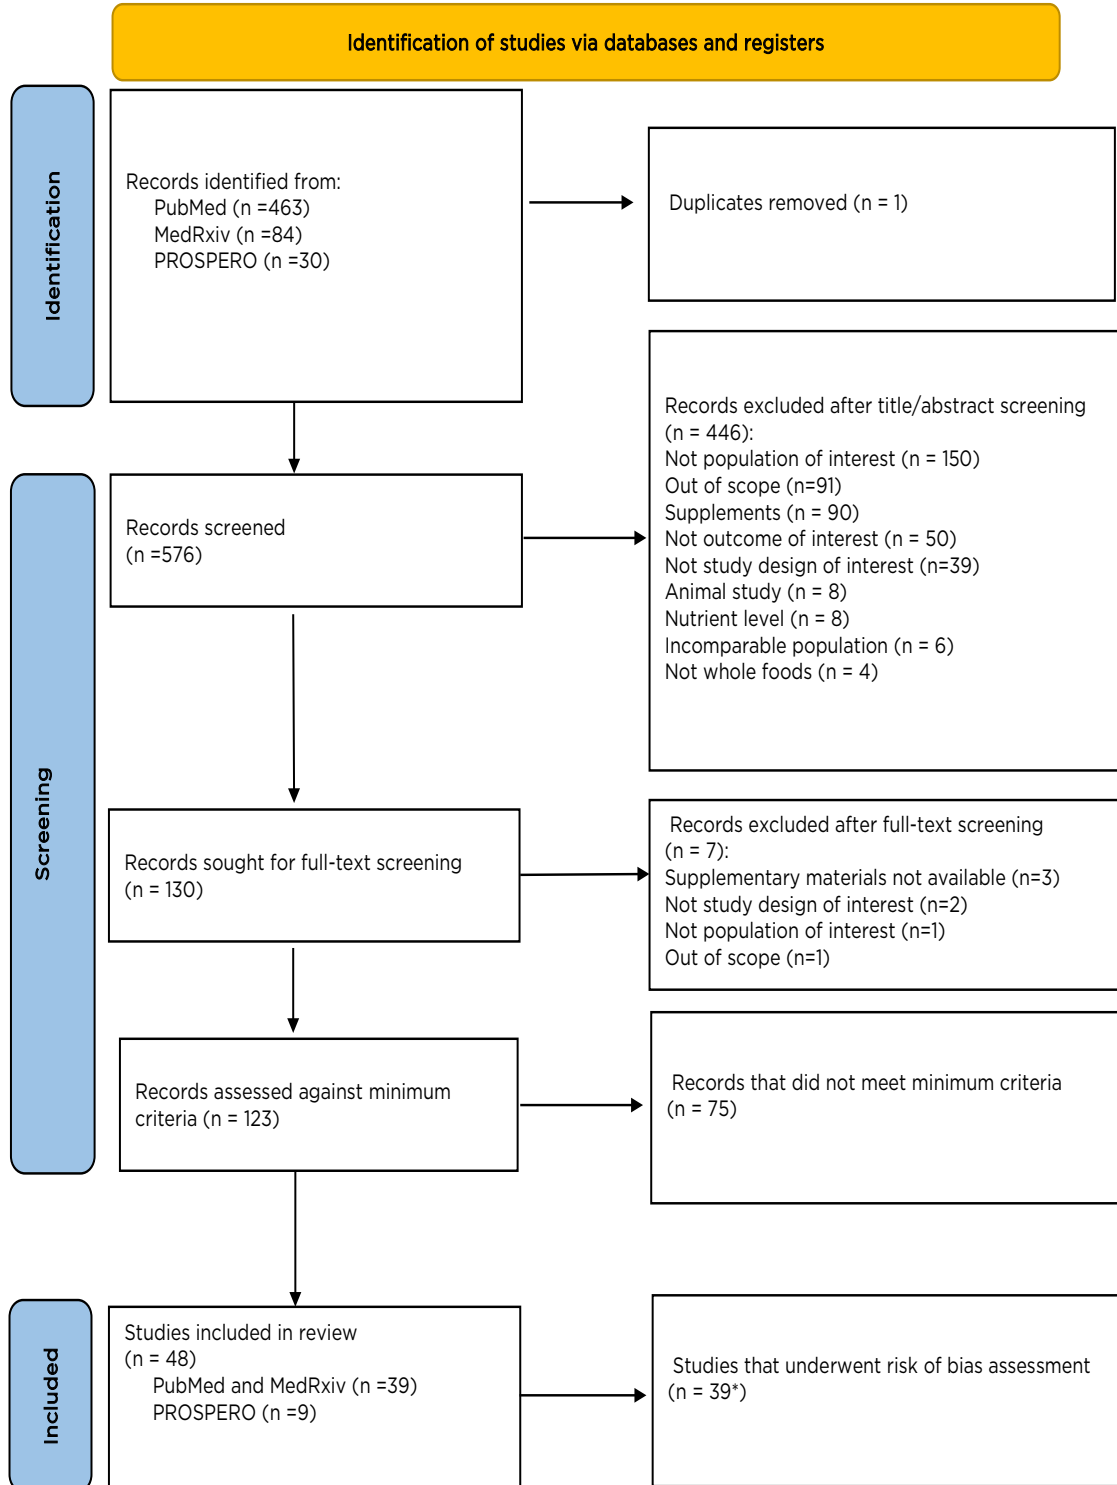 Identification of studies via databases and registers
Identification
Records identified from:
PubMed (n =463)
MedRxiv (n =84)
PROSPERO (n =30)
Duplicates removed (n = 1)
Screening
Records screened
(n =576)
Records excluded after title/abstract screening
(n = 446):
Not population of interest (n = 150)
Out of scope (n=91)
Supplements (n = 90)
Not outcome of interest (n = 50)
Not study design of interest (n=39)
Animal study (n = 8)
Nutrient level (n = 8)
Incomparable population (n = 6)
Not whole foods (n = 4)
Records sought for full-text screening
(n = 130)
Records excluded after full-text screening
(n = 7):
Supplementary materials not available (n=3)
Not study design of interest (n=2)
Not population of interest (n=1)
Out of scope (n=1)
Records assessed against minimum
criteria (n = 123)
Records that did not meet minimum criteria
(n = 75)
Included
Studies included in review
(n = 48)
PubMed and MedRxiv (n =39)
PROSPERO (n =9)
Studies that underwent risk of bias assessment
(n = 39*)